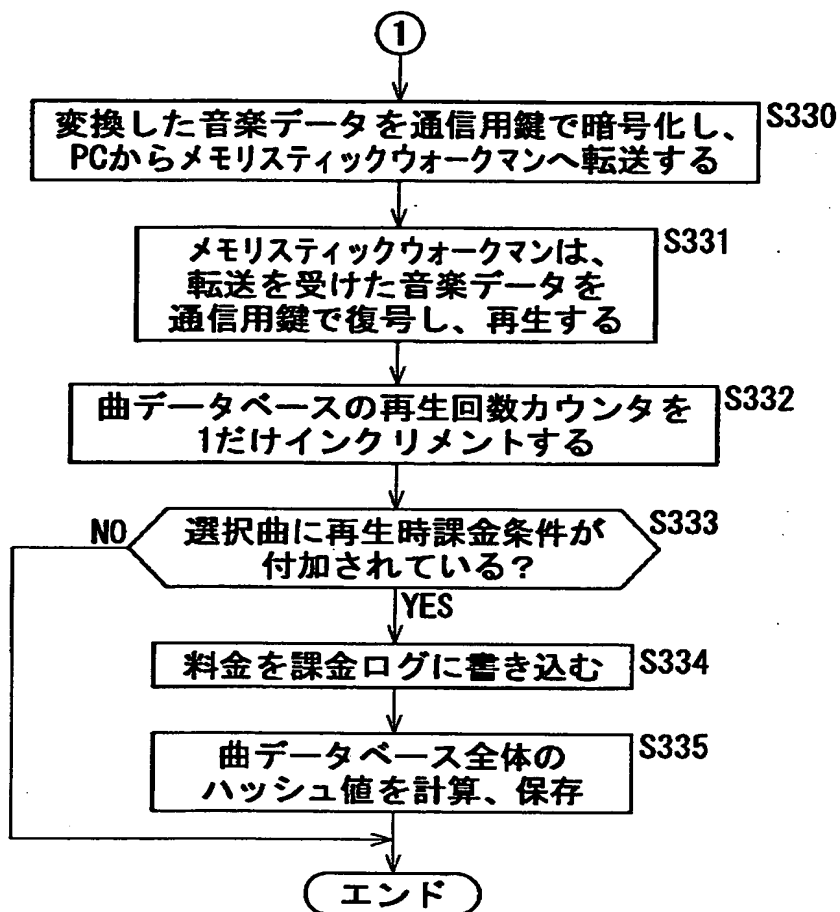 1
変換した音楽データを通信用鍵で暗号化し、
PCからメモリスティックウォークマンへ転送する
S330
メモリスティックウォークマンは、
転送を受けた音楽データを
通信用鍵で復号し、再生する
S331
曲データベースの再生回数カウンタを
1だけインクリメントする
S332
選択曲に再生時課金条件が
付加されている?
S333
NO
YES
料金を課金ログに書き込む
S334
曲データベース全体の
ハッシュ値を計算、保存
S335
エンド